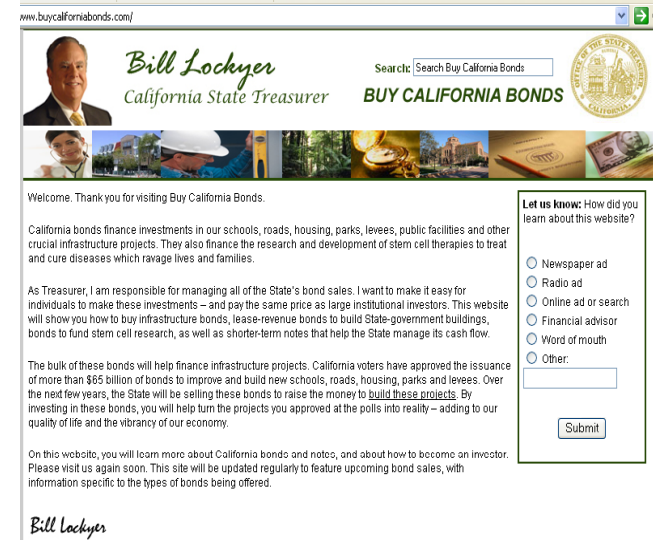 ww.buycaliforniabonds.com/
Bill Lockyer
California State Treasurer
Search: Search Buy California Bonds
BUY CALIFORNIA BONDS
Welcome. Thank you for visiting Buy California Bonds.
California bonds finance investments in our schools, roads, housing, parks, levees, public facilities and other
crucial infrastructure projects. They also finance the research and development of stem cell therapies to treat
and cure diseases which ravage lives and families.
As Treasurer, I am responsible for managing all of the State's bond sales. I want to make it easy for
individuals to make these investments – and pay the same price as large institutional investors. This website
will show you how to buy infrastructure bonds, lease-revenue bonds to build State-government buildings,
bonds to fund stem cell research, as well as shorter-term notes that help the State manage its cash flow.
The bulk of these bonds will help finance infrastructure projects. California voters have approved the issuance
of more than $65 billion of bonds to improve and build new schools, roads, housing, parks and levees. Over
the next few years, the State will be selling these bonds to raise the money to build these projects. By
investing in these bonds, you will help turn the projects you approved at the polls into reality – adding to our
quality of life and the vibrancy of our economy.
On this website, you will learn more about California bonds and notes, and about how to become an investor.
Please visit us again soon. This site will be updated regularly to feature upcoming bond sales, with
information specific to the types of bonds being offered.
Bill Lockyer
Let us know: How did you
learn about this website?
Newspaper ad
Radio ad
Online ad or search
Financial advisor
Word of mouth
Other:
Submit